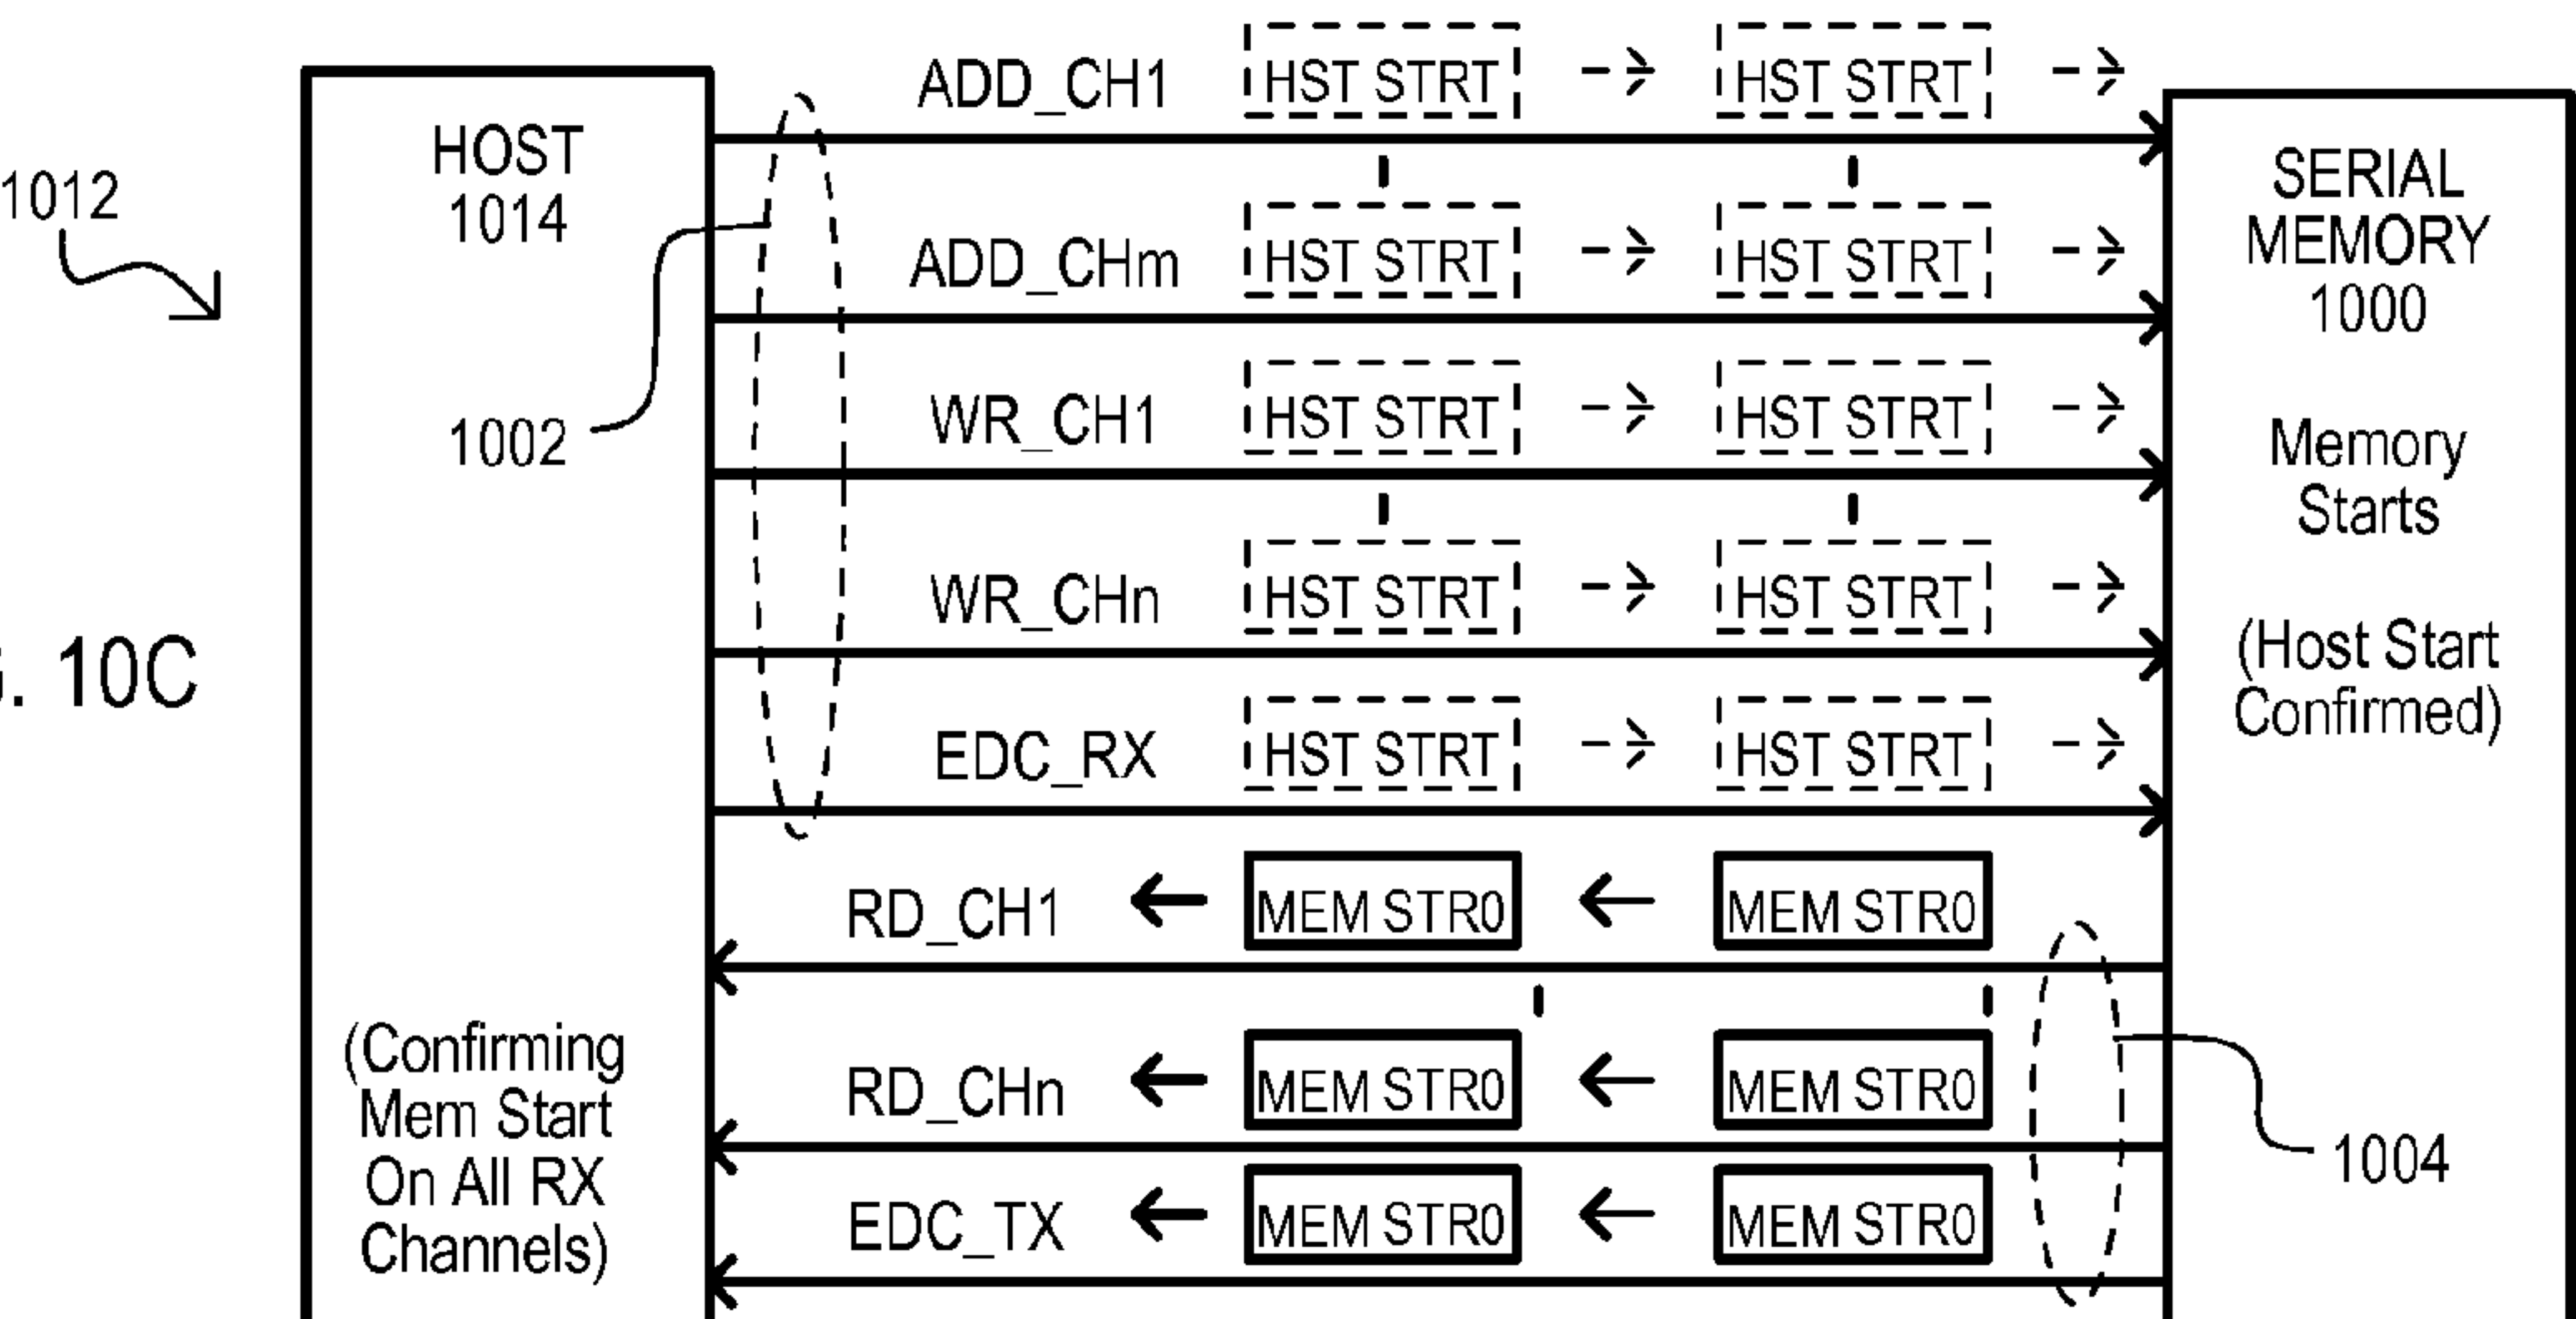 1012
HOST
1014
1002
. 10C
(Confirming
Mem Start
On All RX
Channels)
ADD_CH1 HST STRT HST STRT
ADD_CHm HST STRT HST STRT
WR_CH1 HST STRT HST STRT
WR_CHn HST STRT HST STRT
EDC_RX HST STRT HST STRT
RD_CH1 MEM STR0 MEM STR0
RD_CHn MEM STR0 MEM STR0
EDC_TX MEM STR0 MEM STR0
SERIAL
MEMORY
1000
Memory
Starts
(Host Start
Confirmed)
1004